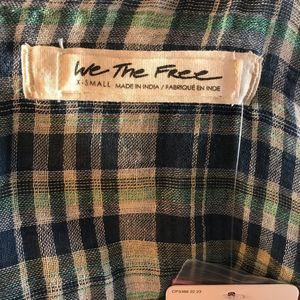 We The Free
X-SMALL MADE IN INDIA / FABRIQUÉ EN INDE